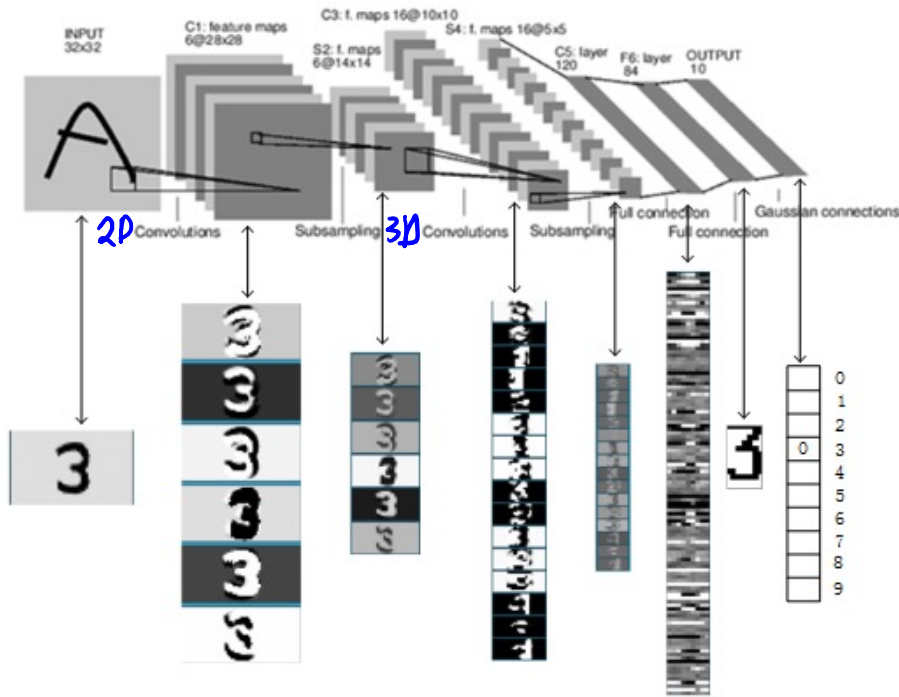 INPUT
32x32
C1: feature maps
6@28x28
S2: f. maps
6@14x14
C3: f. maps 16@10x10
S4: f. maps 16@5x5
C5: layer
120
F6: layer
84
OUTPUT
10
2D
Convolutions
Subsampling
3D
Convolutions
Subsampling
Full connection
Full connection
Gaussian connections
A
3
3
0
0
1
2
3
4
5
6
7
8
9